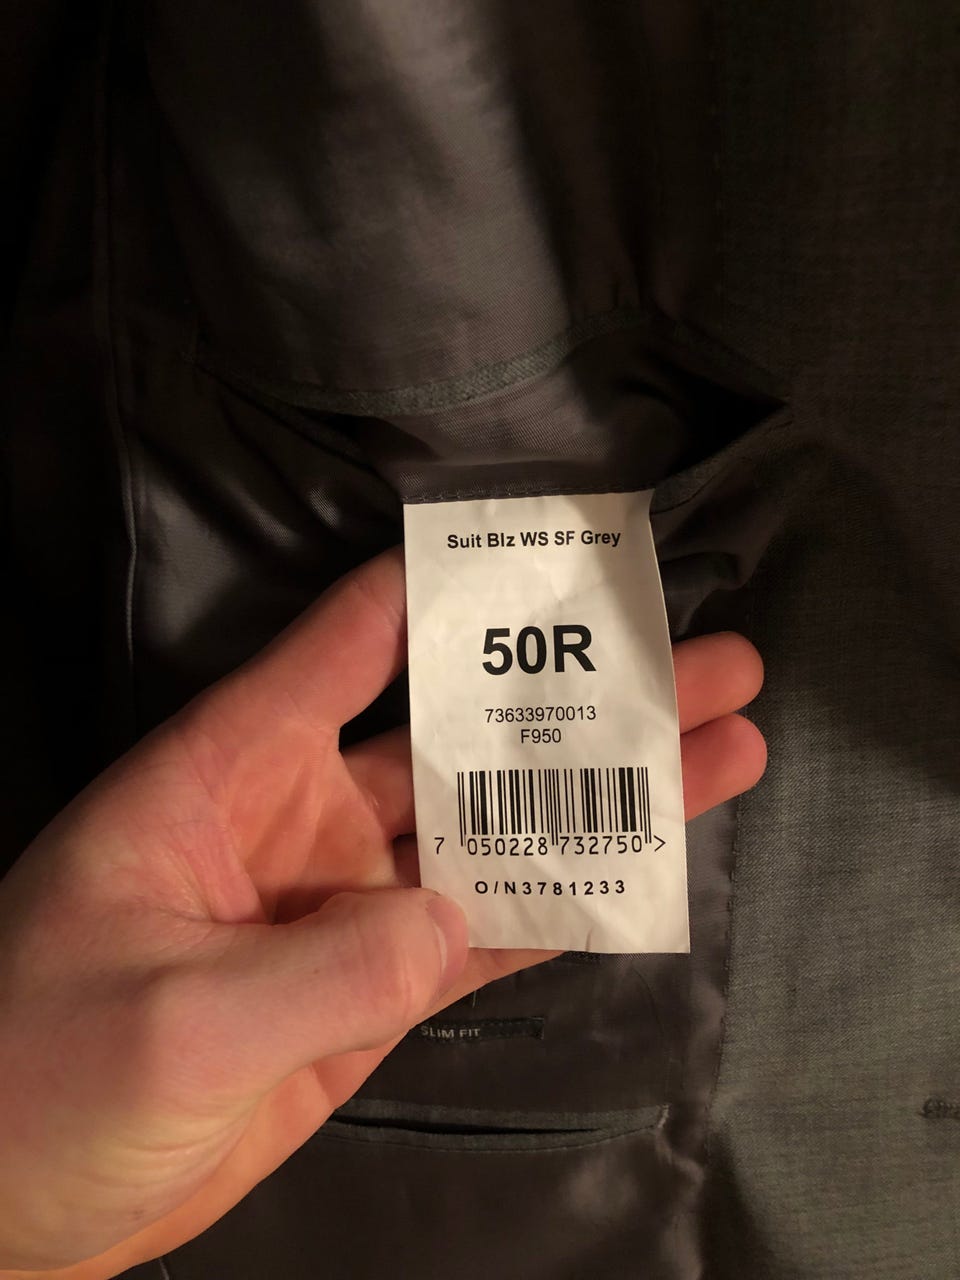 Suit Blz WS SF Grey
50R
73633970013
F950
7 050228 732750 >
O/N3781233
SLIM FIT